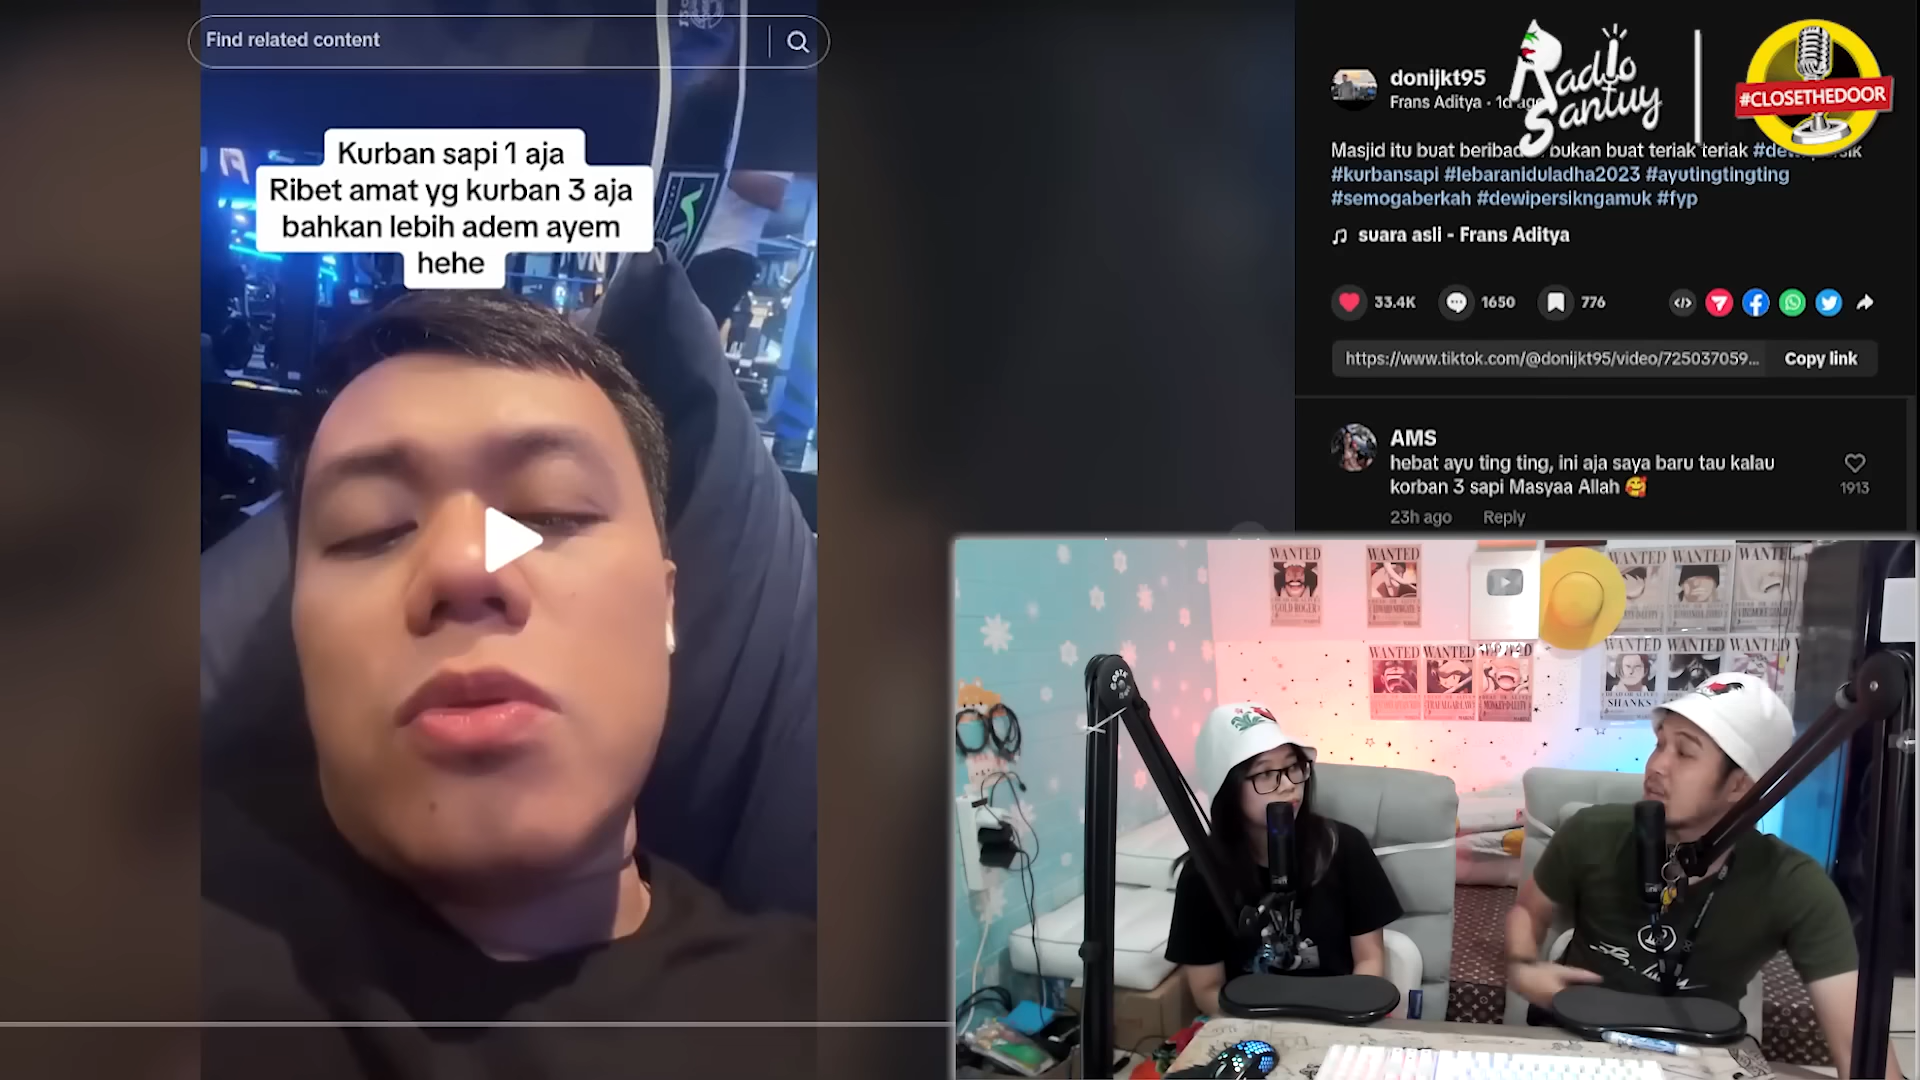 Find related content
Kurban sapi 1 aja
Ribet amat yg kurban 3 aja
bahkan lebih adem ayem
hehe
donijkt95
Frans Aditya · 1d ago
Radio
Santuy
#CLOSETHEDOOR
Masjid itu buat bukan buat teriak teriak
#kurbansapi #lebaraniduladha2023 #ayutingtingting
#semogaberkah #dewipersikngamuk #fyp
suara asli - Frans Aditya
33.4K
1650
776
https://www.tiktok.com/@donijkt95/video/725037059...
Copy link
AMS
hebat ayu ting ting, ini aja saya baru tau kalau
korban 3 sapi Masyaa Allah 🥰
1913
23h ago
Reply
WANTED
GOLD ROGER
WANTED
WANTED
WANTED
WANTED
WANTED
WANTED
WANTED
WANTED
SHANKS
WANTED
WANTED